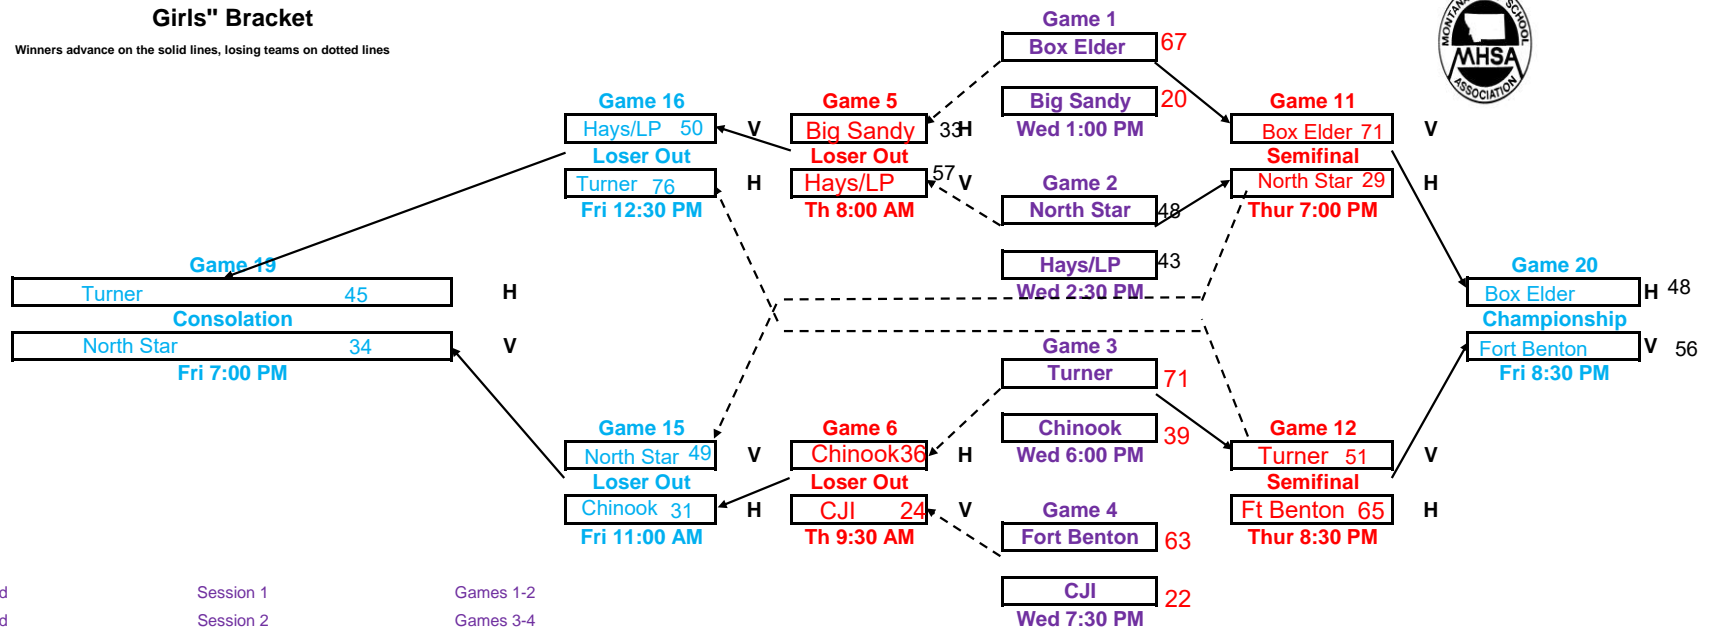 Girls" Bracket
Winners advance on the solid lines, losing teams on dotted lines
MONTANA SCHOOL
MHSA
ASSOCIATION
Game 1
Box Elder 67
Big Sandy 20
Wed 1:00 PM
Game 16
Hays/LP 50 V
Loser Out
Turner 76 H
Fri 12:30 PM
Game 5
Big Sandy 33 H
Loser Out
Hays/LP 57 V
Th 8:00 AM
Game 2
North Star 48
Hays/LP 43
Wed 2:30 PM
Game 11
Box Elder 71 V
Semifinal
North Star 29 H
Thur 7:00 PM
Game 19
Turner 45 H
Consolation
North Star 34 V
Fri 7:00 PM
Game 20
Box Elder H 48
Championship
Fort Benton V 56
Fri 8:30 PM
Game 3
Turner 71
Chinook 39
Wed 6:00 PM
Game 15
North Star 49 V
Loser Out
Chinook 31 H
Fri 11:00 AM
Game 6
Chinook36 H
Loser Out
CJI 24 V
Th 9:30 AM
Game 4
Fort Benton 63
CJI 22
Wed 7:30 PM
Game 12
Turner 51 V
Semifinal
Ft Benton 65 H
Thur 8:30 PM
d Session 1 Games 1-2
d Session 2 Games 3-4